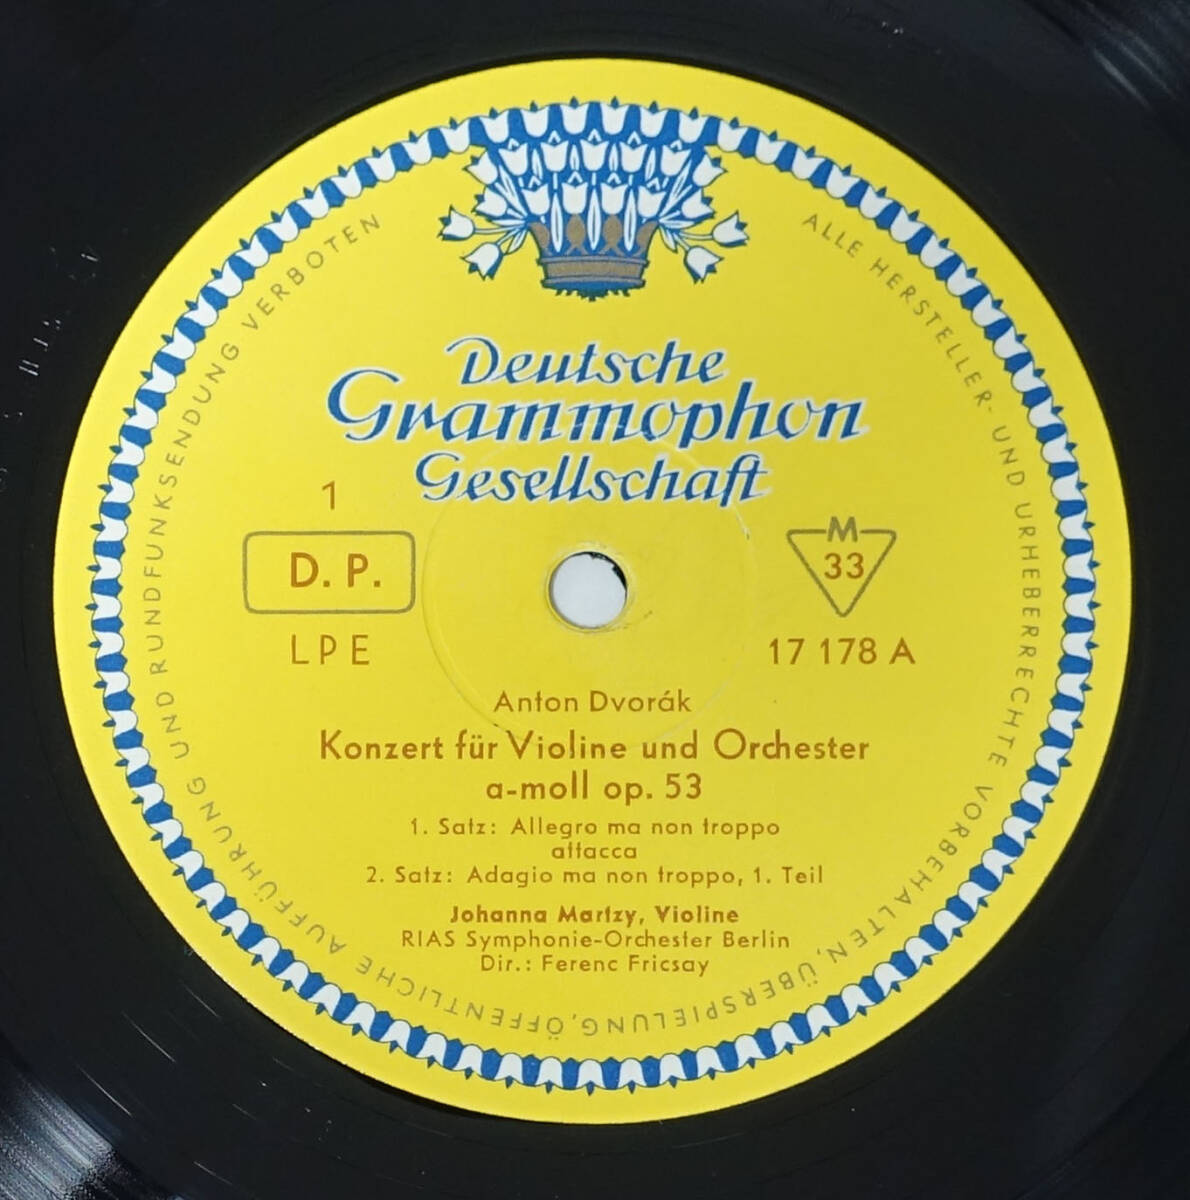 Deutsche
Grammophon
Gesellschaft
1
D. P.
LPE
M
33
17 178 A
Anton Dvorák
Konzert für Violine und Orchester
a-moll op. 53
1. Satz: Allegro ma non troppo
attacca
2. Satz: Adagio ma non troppo, 1. Teil
Johanna Martzy, Violine
RIAS Symphonie-Orchester Berlin
Dir.: Ferenc Fricsay
ALLE HERSTELLER- UND URHEBERRECHTE VORBEHALTEN, ÜBERSPIELUNG, ÖFFENTLICHE AUFFÜHRUNG UND RUNDFUNKSENDUNG VERBOTEN